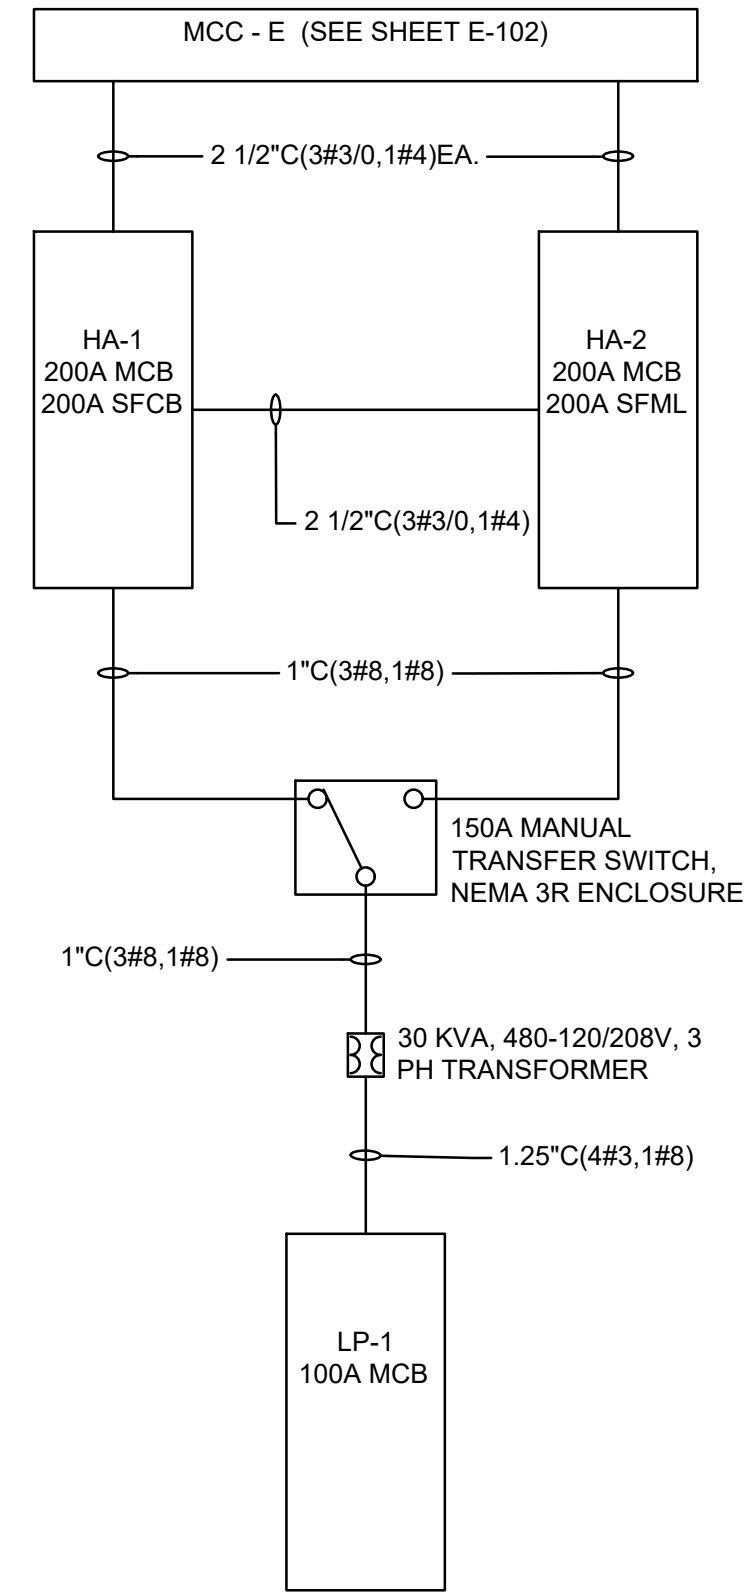 MCC - E (SEE SHEET E-102)
2 1/2"C(3#3/0,1#4)EA.
HA-1
200A MCB
200A SFCB
HA-2
200A MCB
200A SFML
2 1/2"C(3#3/0,1#4)
1"C(3#8,1#8)
150A MANUAL
TRANSFER SWITCH,
NEMA 3R ENCLOSURE
1"C(3#8,1#8)
30 KVA, 480-120/208V, 3
PH TRANSFORMER
1.25"C(4#3,1#8)
LP-1
100A MCB